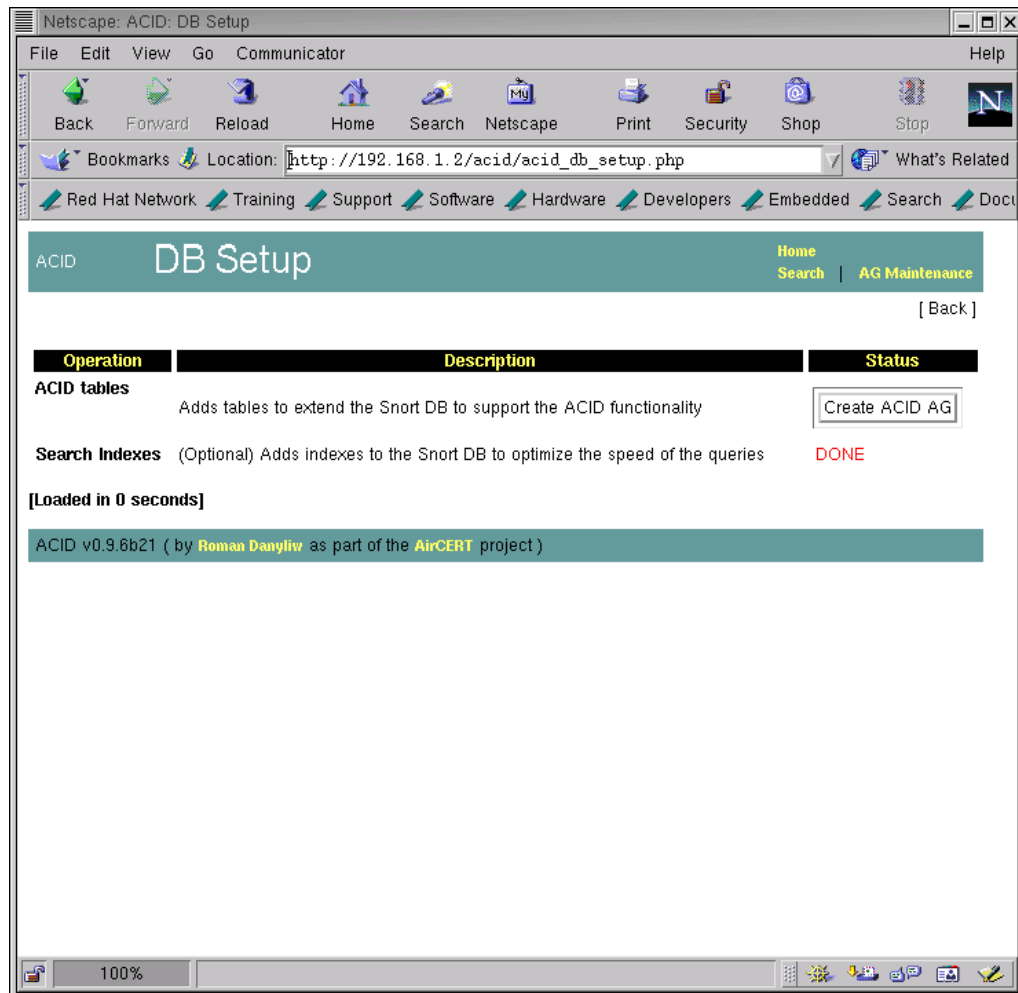 Netscape: ACID: DB Setup
File Edit View Go Communicator Help
Back Forward Reload Home Search Netscape Print Security Shop Stop
My
N
Bookmarks Location: http://192.168.1.2/acid/acid_db_setup.php What's Related
Red Hat Network Training Support Software Hardware Developers Embedded Search Docu
ACID DB Setup
Home
Search | AG Maintenance
[ Back ]
Operation Description Status
ACID tables
Adds tables to extend the Snort DB to support the ACID functionality Create ACID AG
Search Indexes (Optional) Adds indexes to the Snort DB to optimize the speed of the queries DONE
[Loaded in 0 seconds]
ACID v0.9.6b21 ( by Roman Danyliw as part of the AirCERT project )
100%